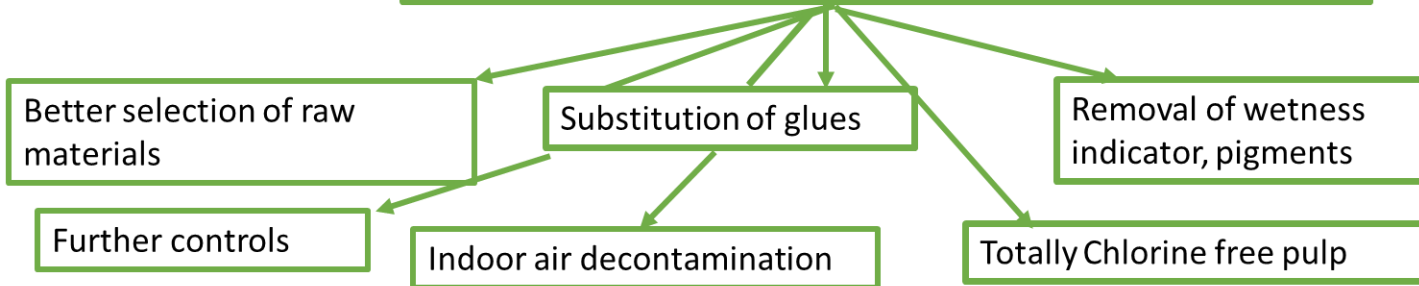 Better selection of raw
materials
Substitution of glues
Removal of wetness
indicator, pigments
Further controls
Indoor air decontamination
Totally Chlorine free pulp